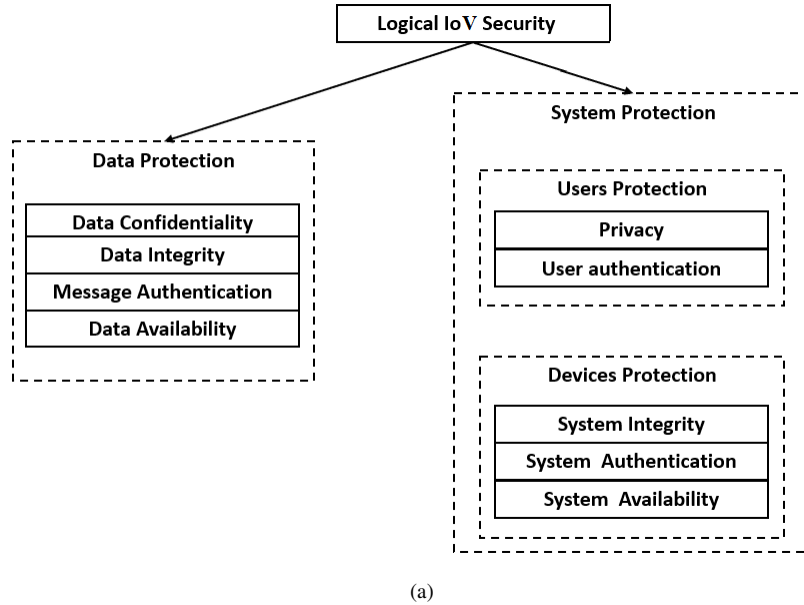 Logical IoV Security
Data Protection
Data Confidentiality
Data Integrity
Message Authentication
Data Availability
System Protection
Users Protection
Privacy
User authentication
Devices Protection
System Integrity
System Authentication
System Availability
(a)